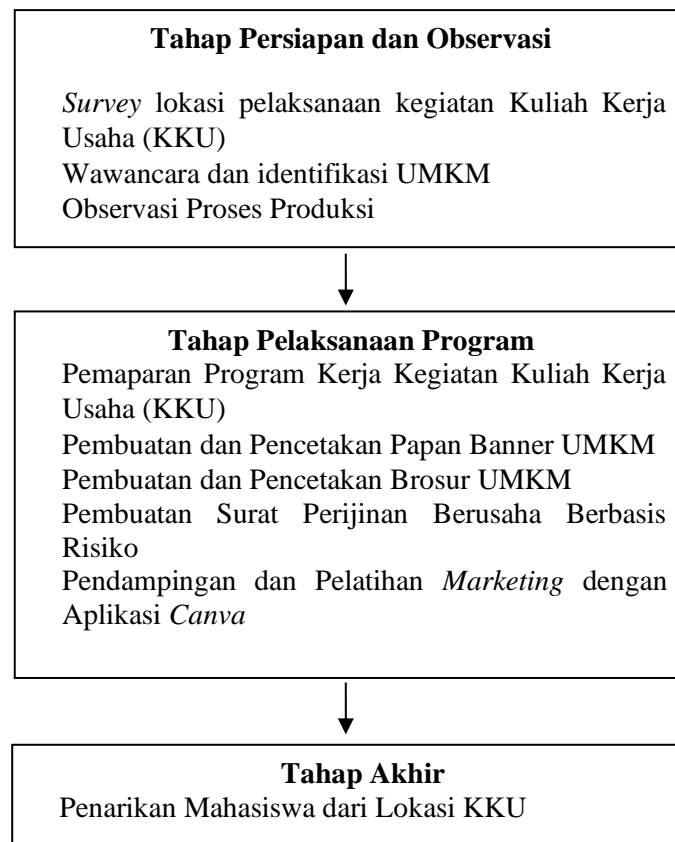 Tahap Persiapan dan Observasi
Survey lokasi pelaksanaan kegiatan Kuliah Kerja
Usaha (KKU)
Wawancara dan identifikasi UMKM
Observasi Proses Produksi
Tahap Pelaksanaan Program
Pemaparan Program Kerja Kegiatan Kuliah Kerja
Usaha (KKU)
Pembuatan dan Pencetakan Papan Banner UMKM
Pembuatan dan Pencetakan Brosur UMKM
Pembuatan Surat Perijinan Berusaha Berbasis
Risiko
Pendampingan dan Pelatihan Marketing dengan
Aplikasi Canva
Tahap Akhir
Penarikan Mahasiswa dari Lokasi KKU